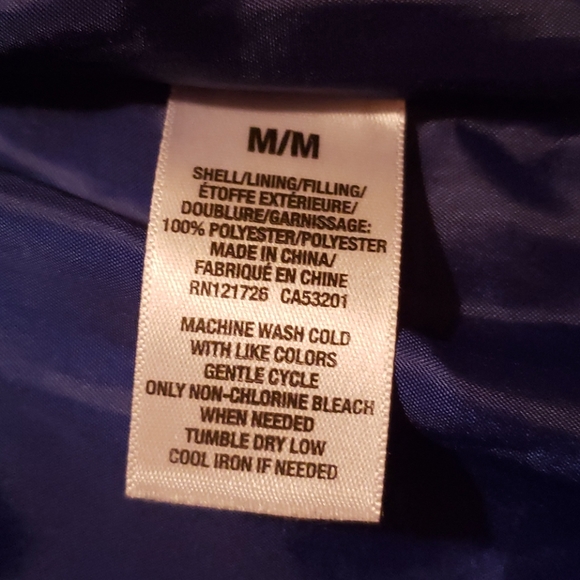 M/M
SHELL/LINING/FILLING/
ÉTOFFE EXTÉRIEURE/
DOUBLURE/GARNISSAGE:
100% POLYESTER/POLYESTER
MADE IN CHINA/
FABRIQUÉ EN CHINE
RN121726 CA53201
MACHINE WASH COLD
WITH LIKE COLORS
GENTLE CYCLE
ONLY NON-CHLORINE BLEACH
WHEN NEEDED
TUMBLE DRY LOW
COOL IRON IF NEEDED